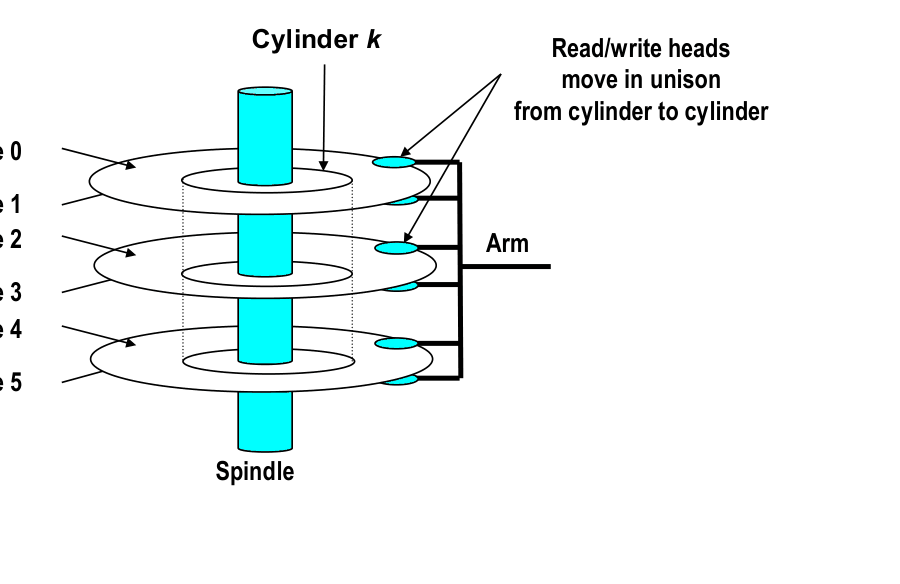 Cylinder k
Read/write heads
move in unison
from cylinder to cylinder
e 0
e 1
e 2
Arm
e 3
e 4
e 5
Spindle